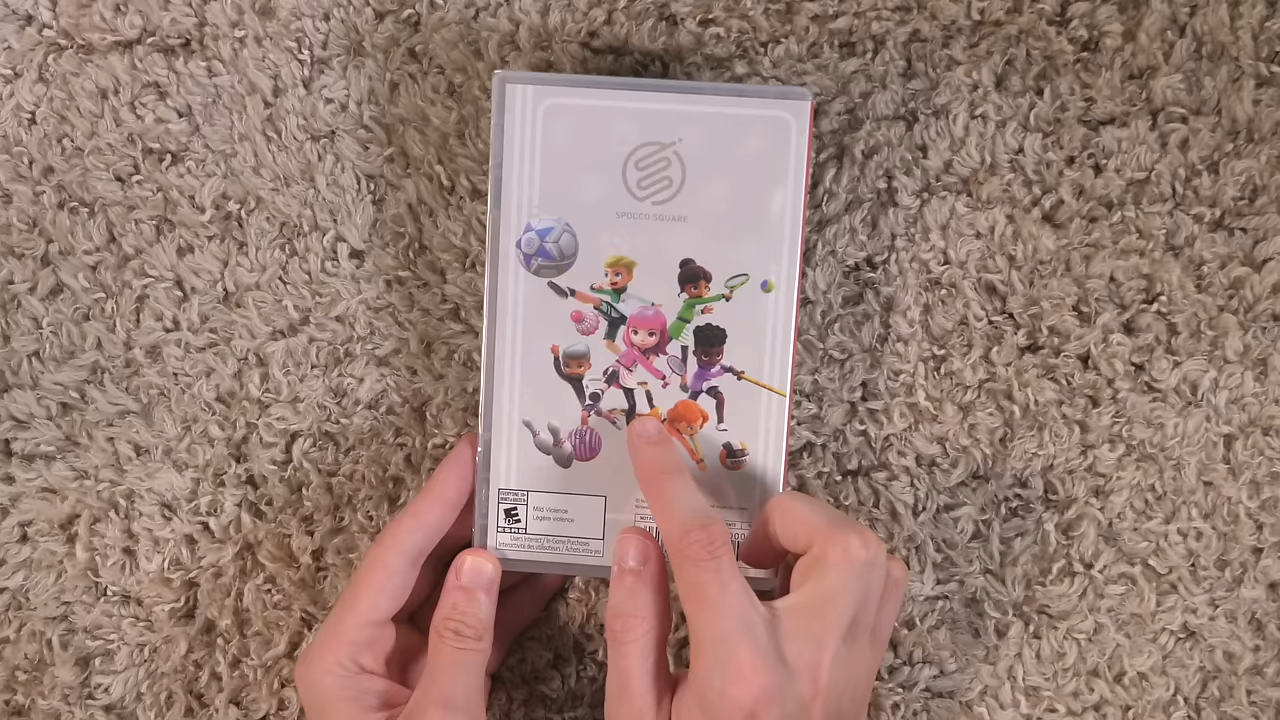 SPOCCO SQUARE
EVERYONE 10+
E
10+
ESRB
Mild Violence
Légère violence
Users Interact / In-Game Purchases
Interactivité des utilisateurs / Achats intra-jeu